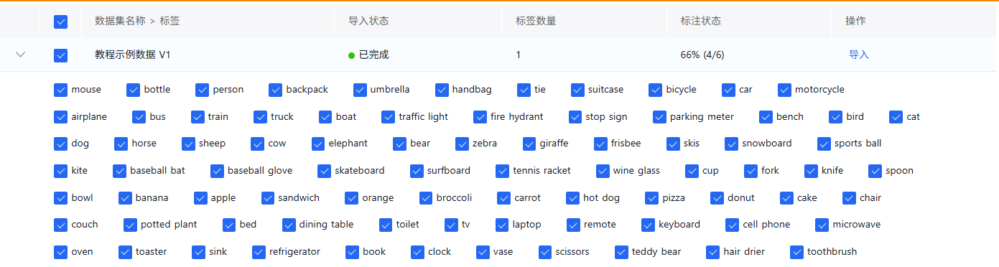 数据集名称 > 标签 导入状态 标签数量 标注状态 操作
教程示例数据 V1 已完成 1 66% (4/6) 导入
mouse bottle person backpack umbrella handbag tie suitcase bicycle car motorcycle
airplane bus train truck boat traffic light fire hydrant stop sign parking meter bench bird cat
dog horse sheep cow elephant bear zebra giraffe frisbee skis snowboard sports ball
kite baseball bat baseball glove skateboard surfboard tennis racket wine glass cup fork knife spoon
bowl banana apple sandwich orange broccoli carrot hot dog pizza donut cake chair
couch potted plant bed dining table toilet tv laptop remote keyboard cell phone microwave
oven toaster sink refrigerator book clock vase scissors teddy bear hair drier toothbrush